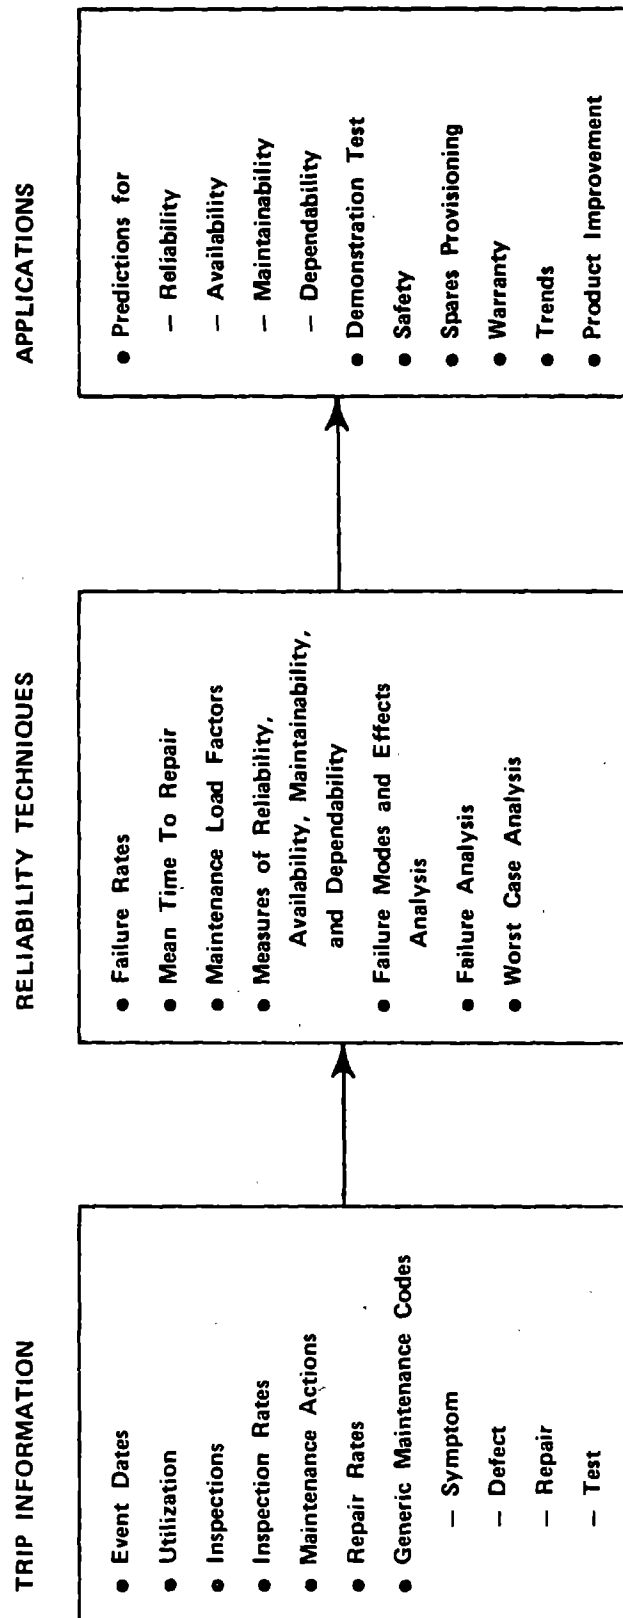 TRIP INFORMATION
● Event Dates
● Utilization
● Inspections
● Inspection Rates
● Maintenance Actions
● Repair Rates
● Generic Maintenance Codes
– Symptom
– Defect
– Repair
– Test
RELIABILITY TECHNIQUES
● Failure Rates
● Mean Time To Repair
● Maintenance Load Factors
● Measures of Reliability,
Availability, Maintainability,
and Dependability
● Failure Modes and Effects
Analysis
● Failure Analysis
● Worst Case Analysis
APPLICATIONS
● Predictions for
– Reliability
– Availability
– Maintainability
– Dependability
● Demonstration Test
● Safety
● Spares Provisioning
● Warranty
● Trends
● Product Improvement